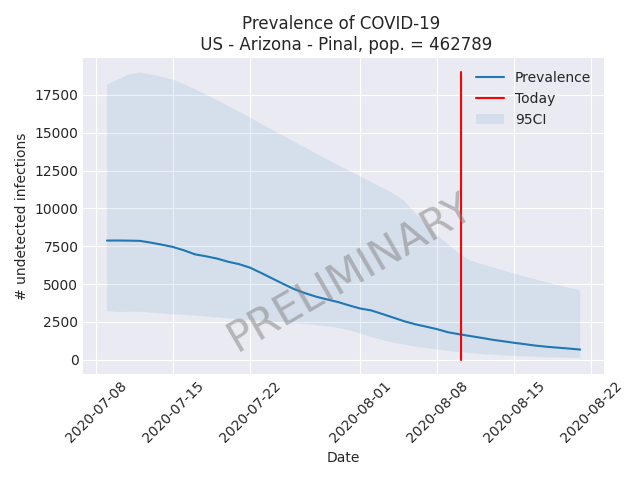 Prevalence of COVID-19
US - Arizona - Pinal, pop. = 462789
Prevalence
Today
95CI
17500
15000
12500
10000
7500
5000
2500
0
# undetected infections
PRELIMINARY
2020-07-08
2020-07-15
2020-07-22
2020-08-01
2020-08-08
2020-08-15
2020-08-22
Date